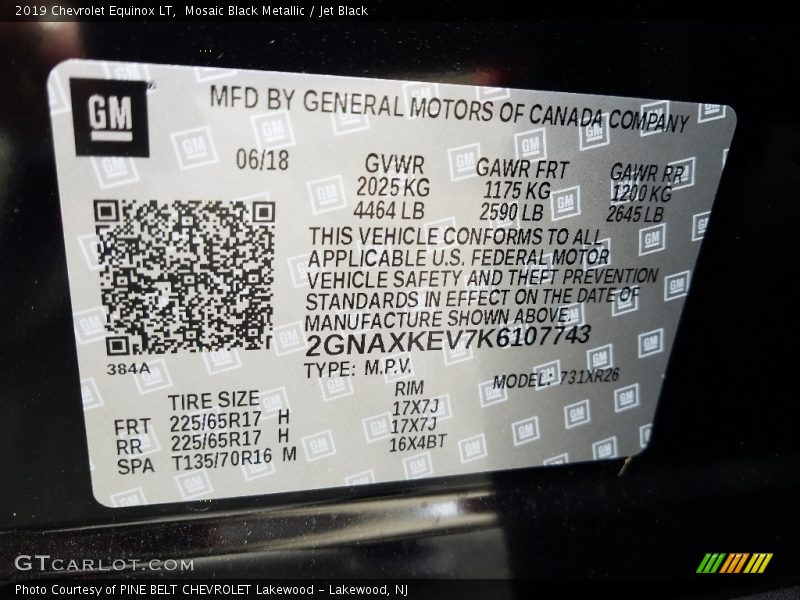 2019 Chevrolet Equinox LT, Mosaic Black Metallic / Jet Black
GM
MFD BY GENERAL MOTORS OF CANADA COMPANY
06/18 GVWR GAWR FRT GAWR RR
2025 KG 1175 KG 1200 KG
4464 LB 2590 LB 2645 LB
THIS VEHICLE CONFORMS TO ALL
APPLICABLE U.S. FEDERAL MOTOR
VEHICLE SAFETY AND THEFT PREVENTION
STANDARDS IN EFFECT ON THE DATE OF
MANUFACTURE SHOWN ABOVE.
2GNAXKEV7K6107743
384A
TYPE: M.P.V. MODEL: 731XR26
TIRE SIZE RIM
FRT 225/65R17 H 17X7J
RR 225/65R17 H 17X7J
SPA T135/70R16 M 16X4BT
GTCARLOT.COM
Photo Courtesy of PINE BELT CHEVROLET Lakewood - Lakewood, NJ